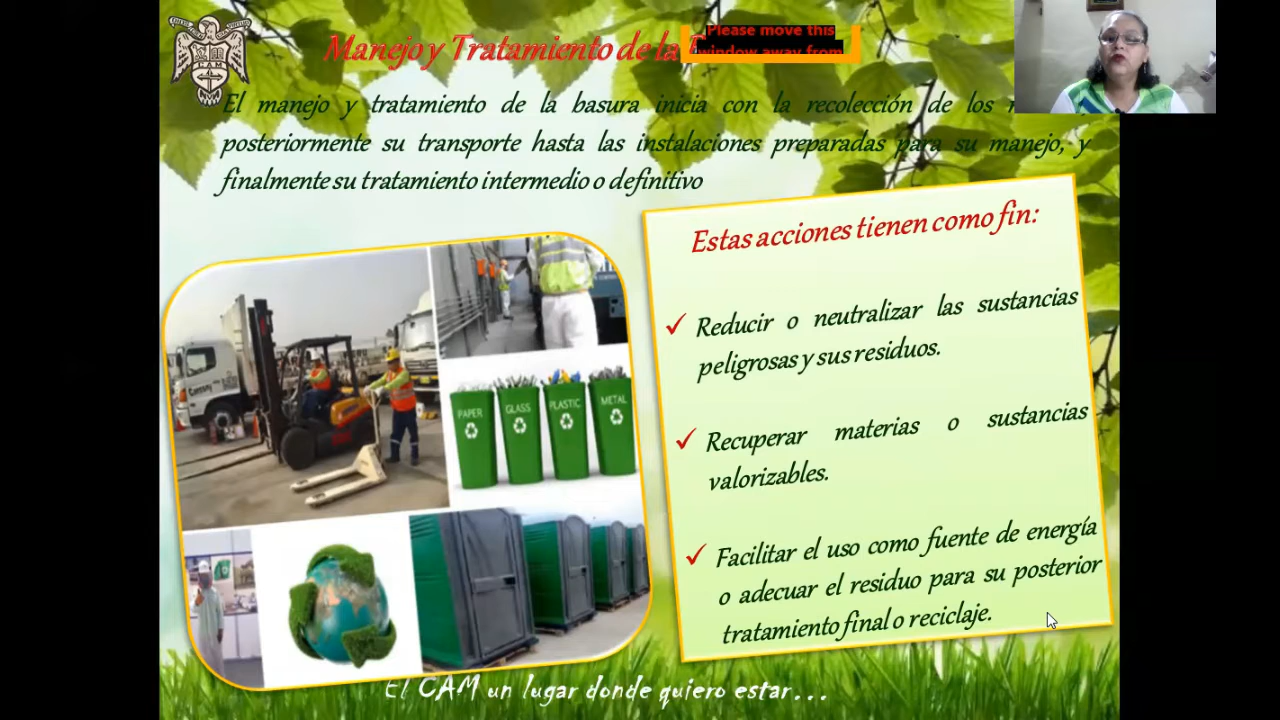 Manejo y Tratamiento de la
Please move this
window away from
El manejo y tratamiento de la basura inicia con la recolección de los
posteriormente su transporte hasta las instalaciones preparadas para su manejo, y
finalmente su tratamiento intermedio o definitivo
Estas acciones tienen como fin:
Reducir o neutralizar las sustancias
peligrosas y sus residuos.
Recuperar materias o sustancias
valorizables.
Facilitar el uso como fuente de energía
o adecuar el residuo para su posterior
tratamiento final o reciclaje.
PAPER
GLASS
PLASTIC
METAL
El CAM un lugar donde quiero estar...